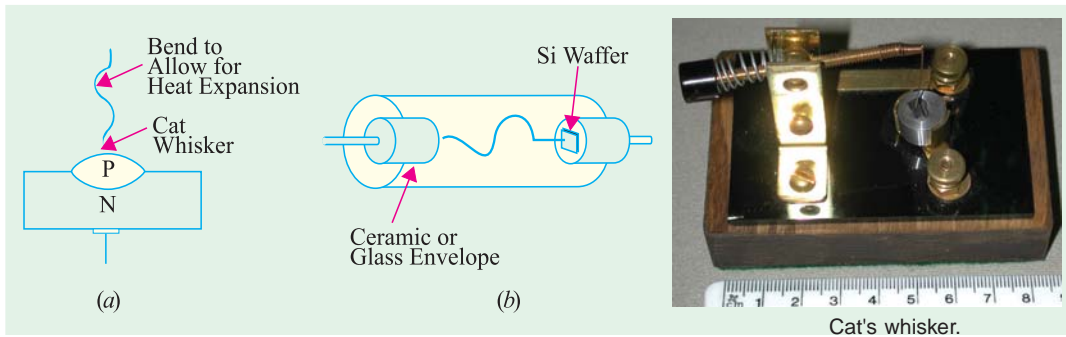 Bend to
Allow for
Heat Expansion
Cat
Whisker
P
N
(a)
Si Waffer
Ceramic or
Glass Envelope
(b)
1 2 3 4 5 6 7 8
Cat's whisker.